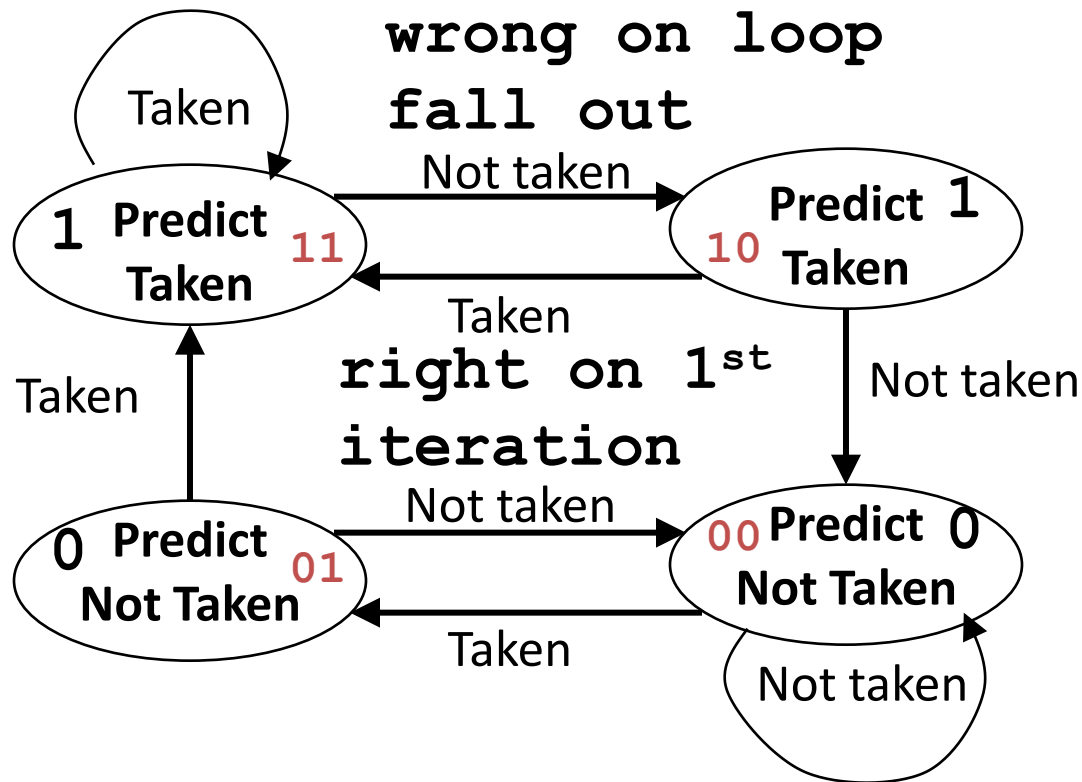 wrong on loop
fall out
Taken
Not taken
1 Predict
Taken 11
Predict 1
10 Taken
Taken
right on 1st
iteration
Taken
Not taken
Not taken
0 Predict
Not Taken 01
00 Predict 0
Not Taken
Taken
Not taken